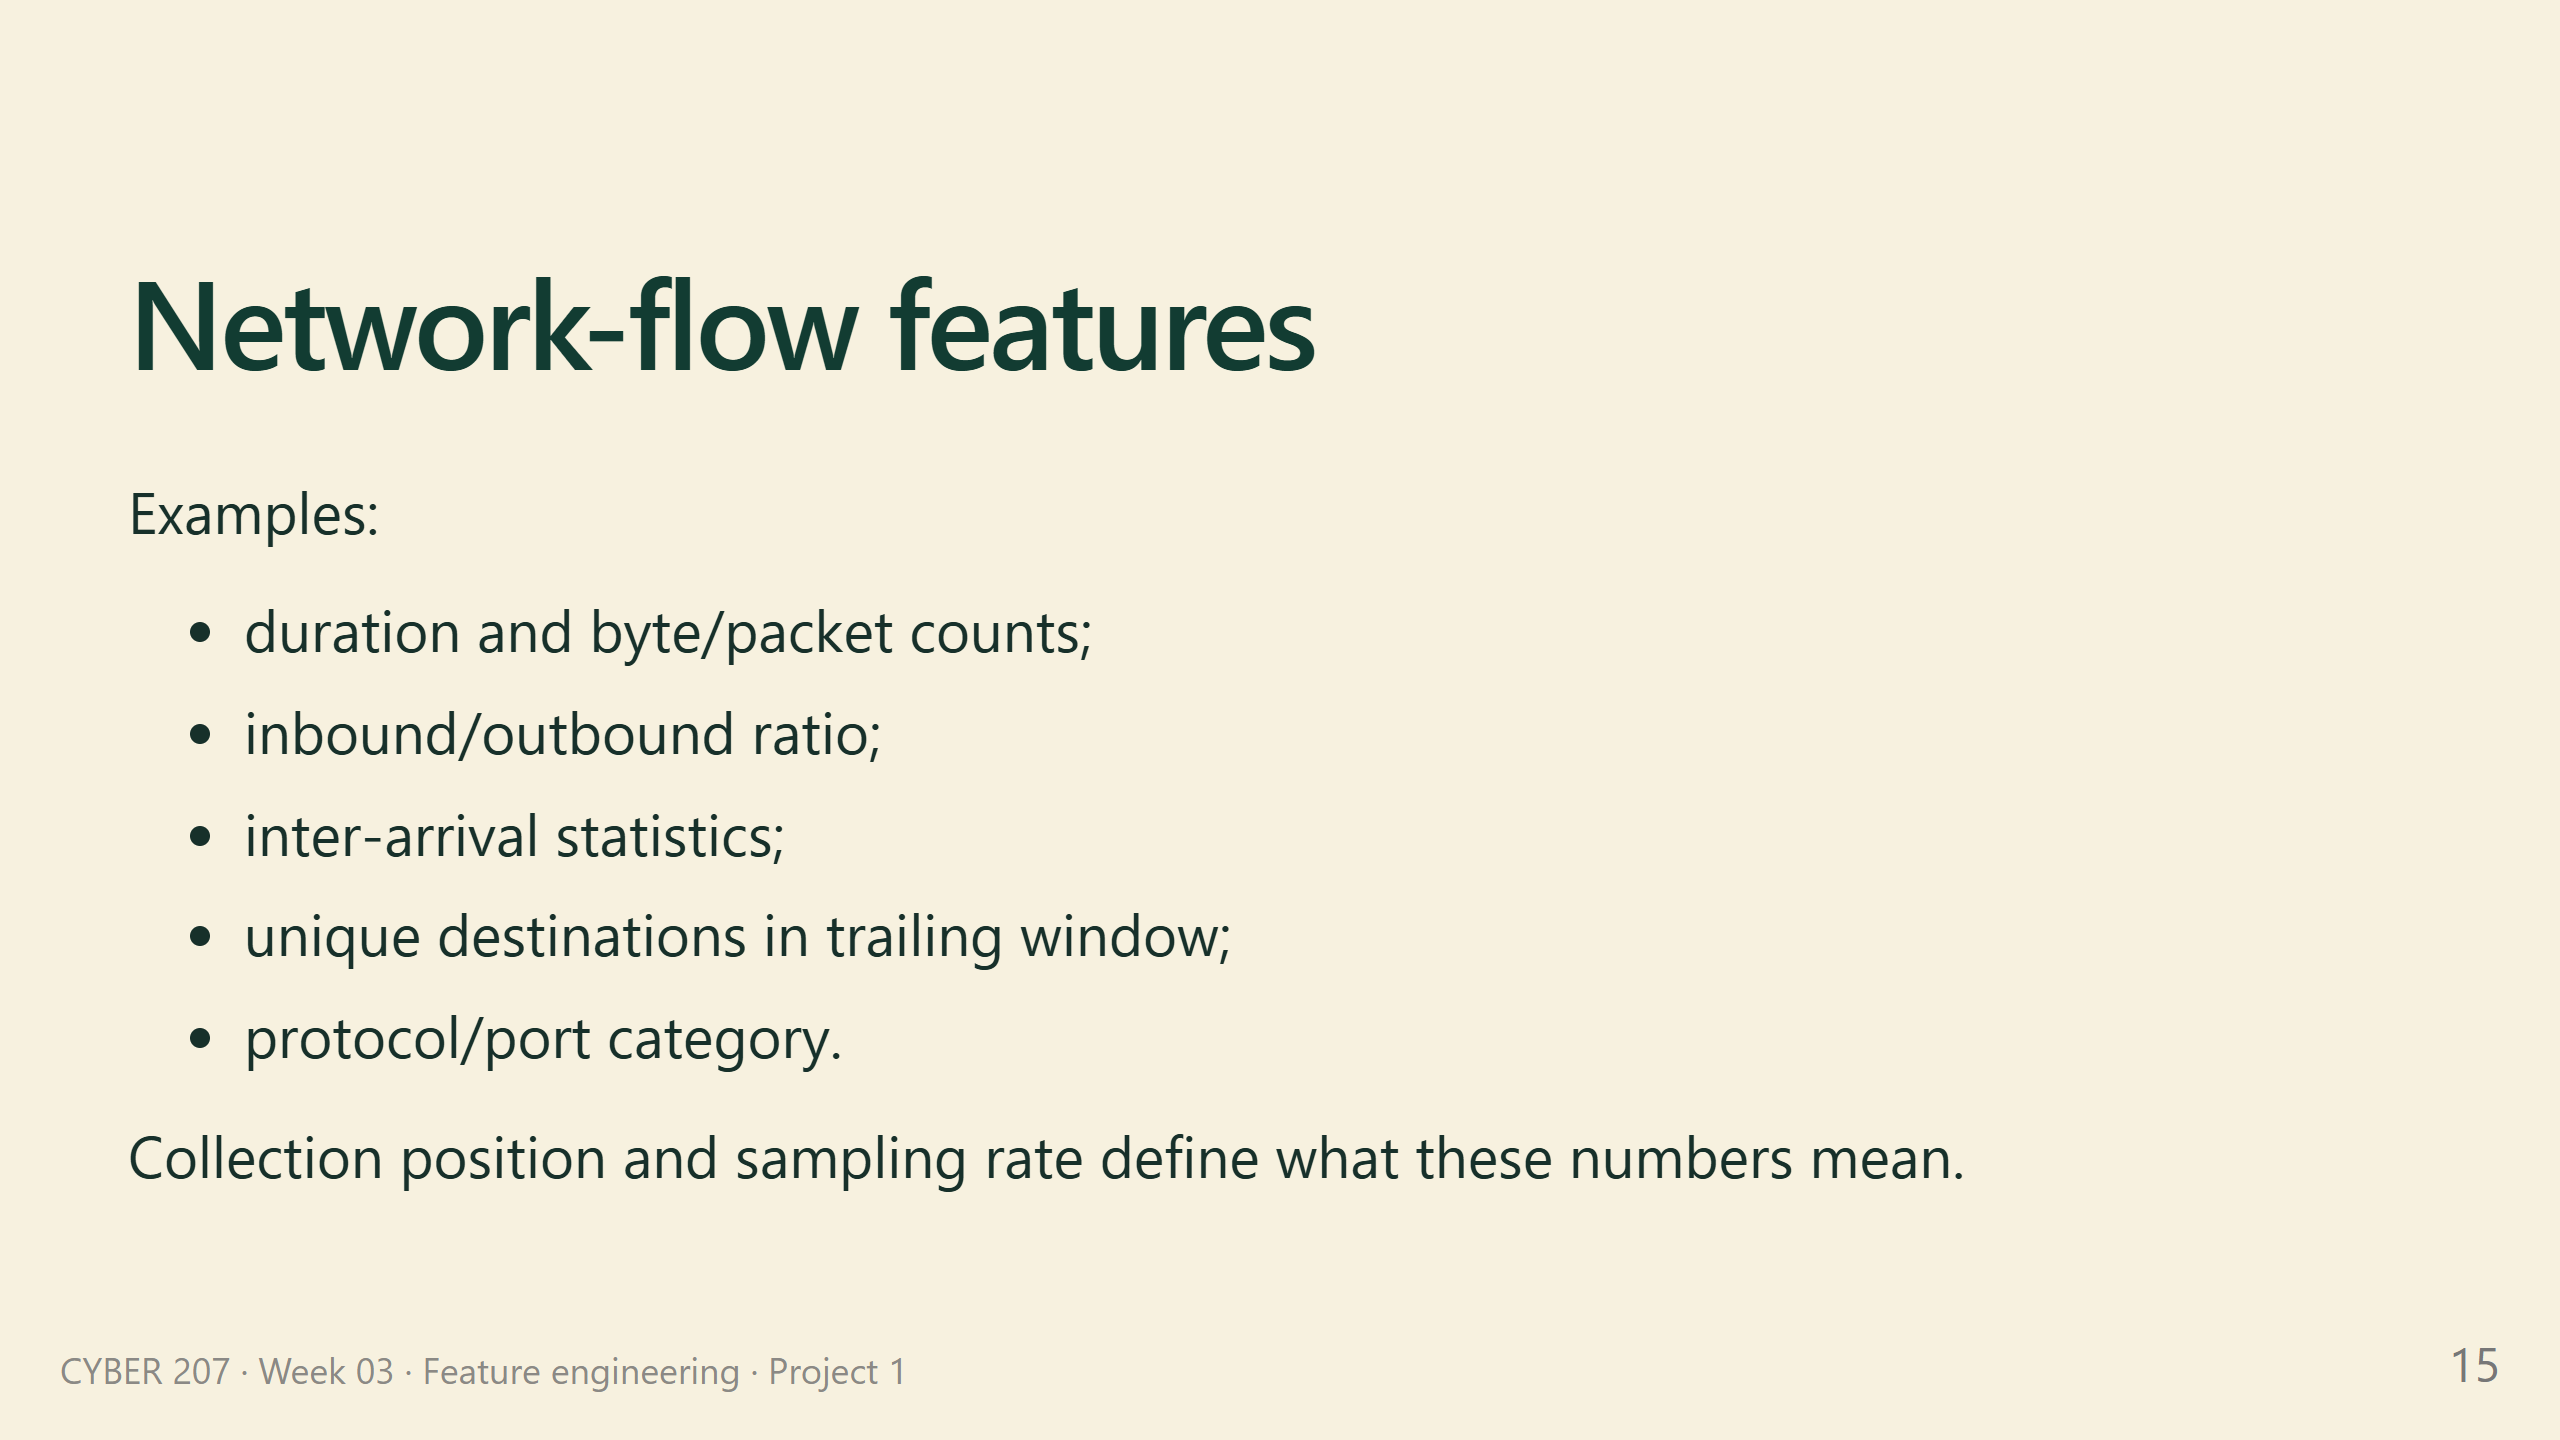 Network-flow features
Examples:
• duration and byte/packet counts;
• inbound/outbound ratio;
• inter-arrival statistics;
• unique destinations in trailing window;
• protocol/port category.
Collection position and sampling rate define what these numbers mean.
CYBER 207 · Week 03 · Feature engineering · Project 1
15